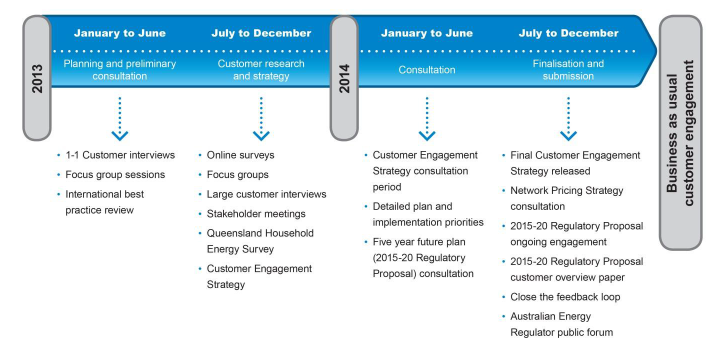 2013
January to June
Planning and preliminary
consultation
• 1-1 Customer interviews
• Focus group sessions
• International best
practice review
July to December
Customer research
and strategy
• Online surveys
• Focus groups
• Large customer interviews
• Stakeholder meetings
• Queensland Household
Energy Survey
• Customer Engagement
Strategy
2014
January to June
Consultation
• Customer Engagement
Strategy consultation
period
• Detailed plan and
implementation priorities
• Five year future plan
(2015-20 Regulatory
Proposal) consultation
July to December
Finalisation and
submission
• Final Customer Engagement
Strategy released
• Network Pricing Strategy
consultation
• 2015-20 Regulatory Proposal
ongoing engagement
• 2015-20 Regulatory Proposal
customer overview paper
• Close the feedback loop
• Australian Energy
Regulator public forum
Business as usual
customer engagement